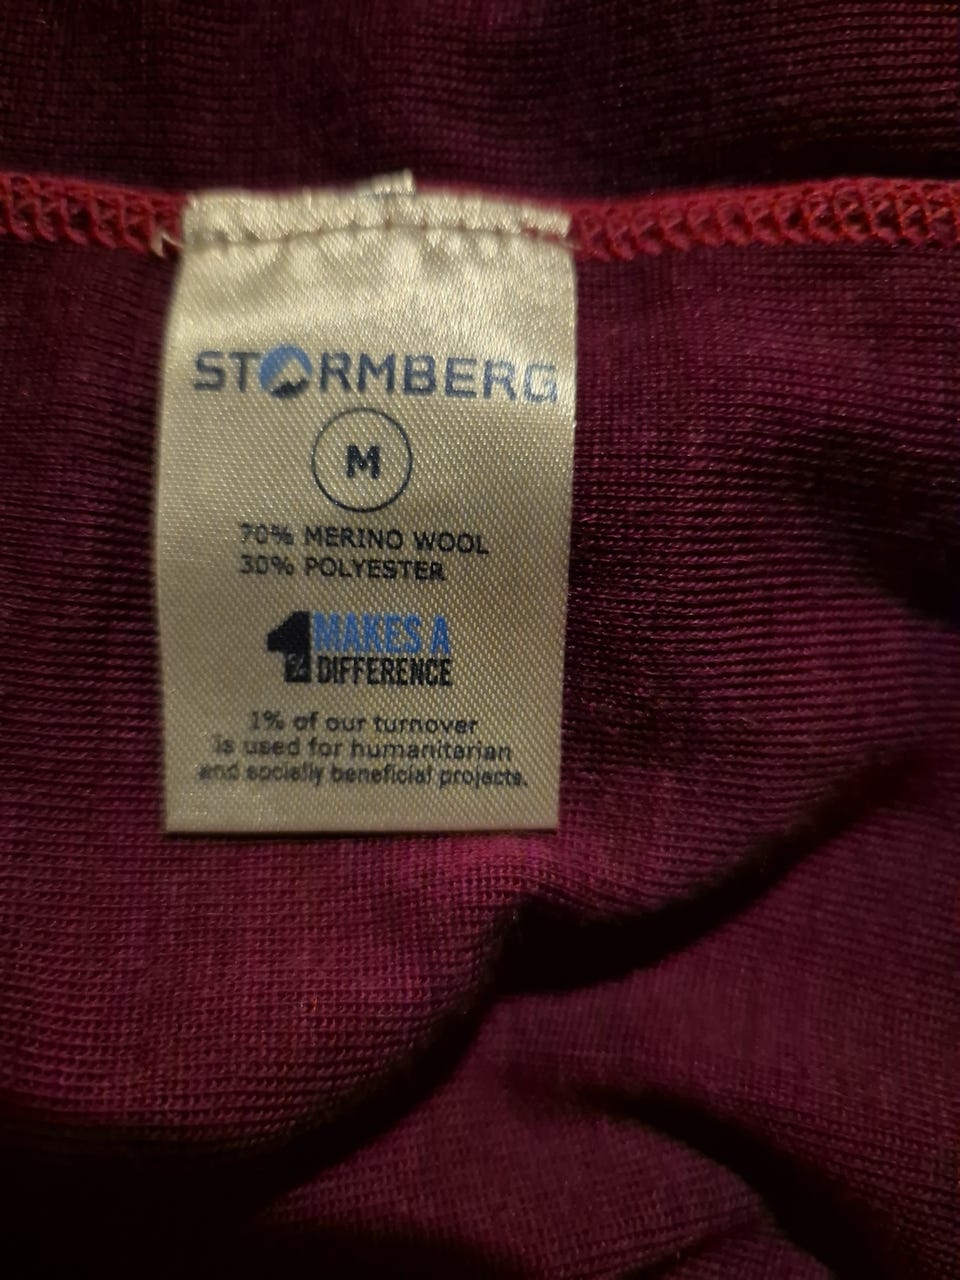 STORMBERG
M
70% MERINO WOOL
30% POLYESTER
1% MAKES A
DIFFERENCE
1% of our turnover
is used for humanitarian
and socially beneficial projects.